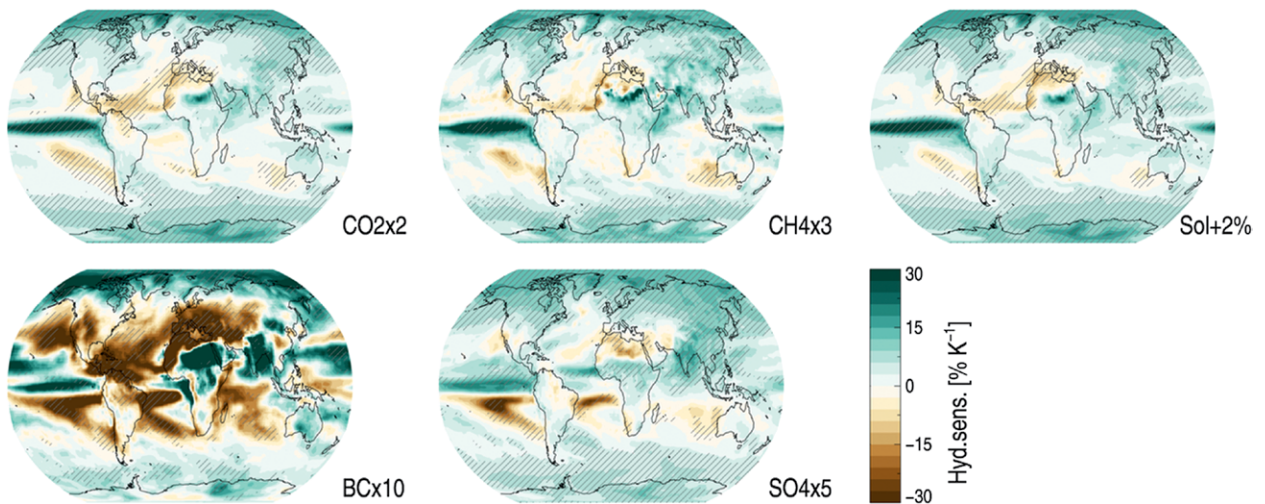 CO2x2
CH4x3
Sol+2%
BCx10
SO4x5
30
15
0
−15
−30
Hyd.sens. [% K⁻¹]